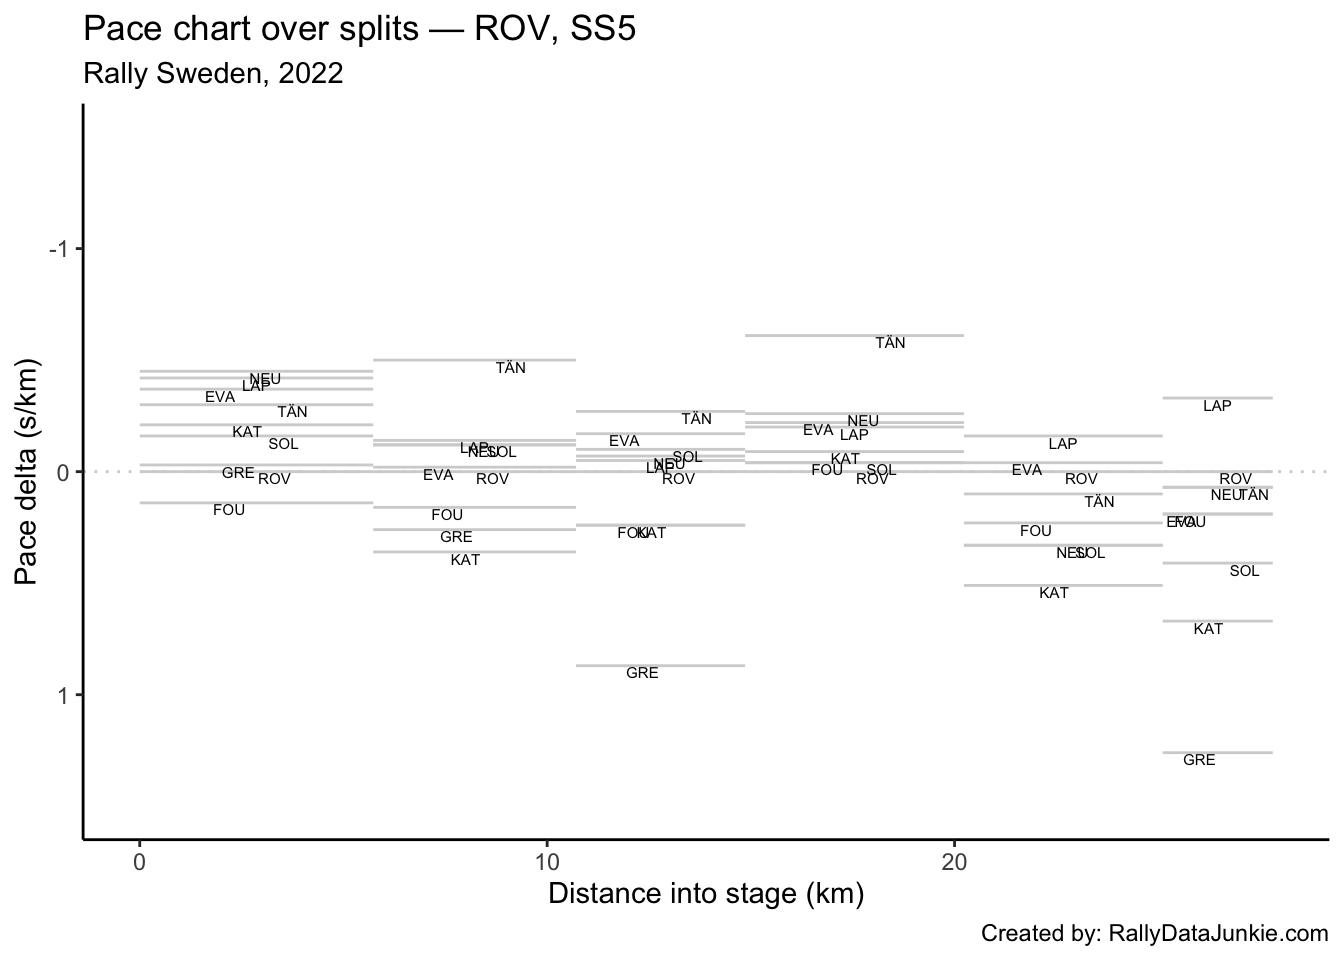 Pace chart over splits — ROV, SS5
Rally Sweden, 2022
Pace delta (s/km)
-1
0
1
NEU
LAP
EVA
TÄN
KAT
SOL
GRE
ROV
FOU
TÄN
LAP
NEU
SOL
EVA
ROV
FOU
GRE
KAT
TÄN
EVA
SOL
NEU
LAP
ROV
FOU
KAT
GRE
TÄN
NEU
EVA
LAP
KAT
FOU
SOL
ROV
LAP
EVA
ROV
TÄN
FOU
NEU
SOL
KAT
LAP
ROV
NEU
TÄN
EVA
FOU
SOL
KAT
GRE
0
10
20
Distance into stage (km)
Created by: RallyDataJunkie.com